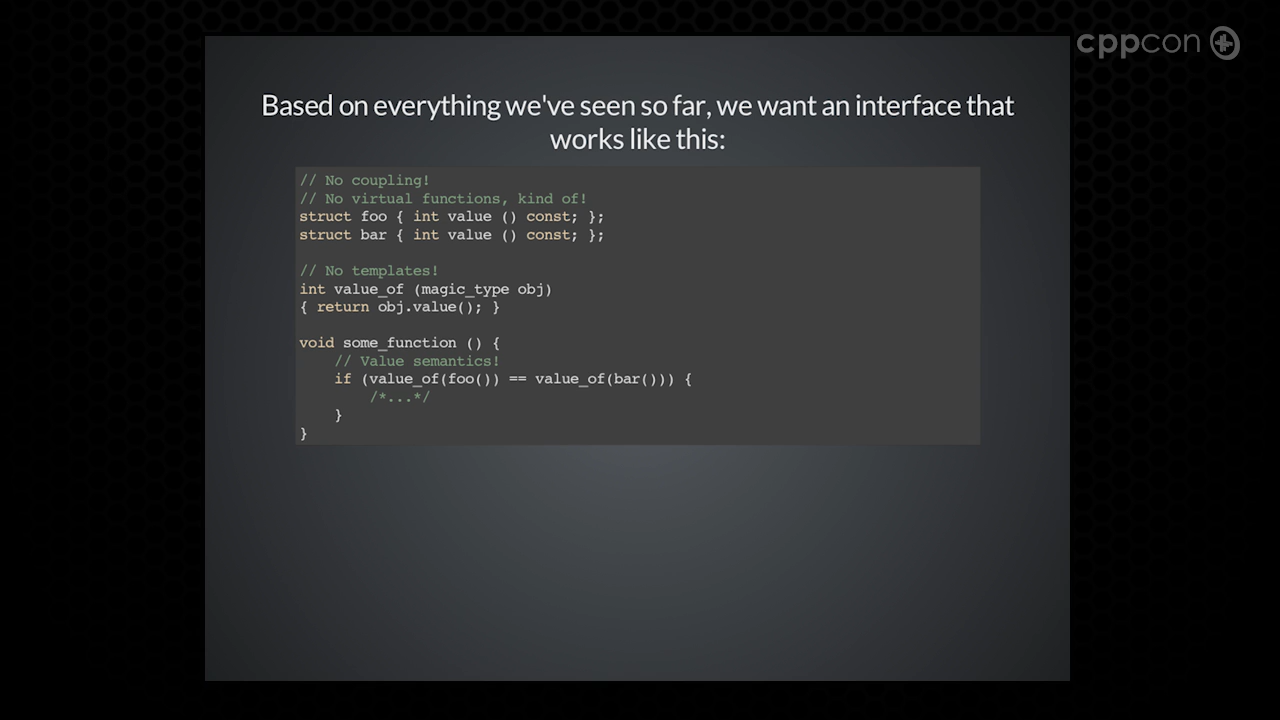 cppcon
Based on everything we've seen so far, we want an interface that
works like this:
// No coupling!
// No virtual functions, kind of!
struct foo { int value () const; };
struct bar { int value () const; };
// No templates!
int value_of (magic_type obj)
{ return obj.value(); }
void some_function () {
    // Value semantics!
    if (value_of(foo()) == value_of(bar())) {
        /*...*/
    }
}